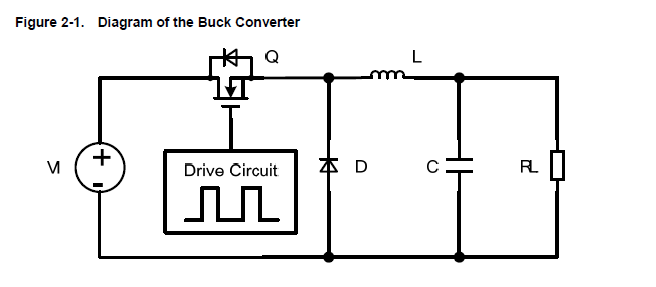 Figure 2-1. Diagram of the Buck Converter
Q
L
VI
+
-
Drive Circuit
D
C
RL